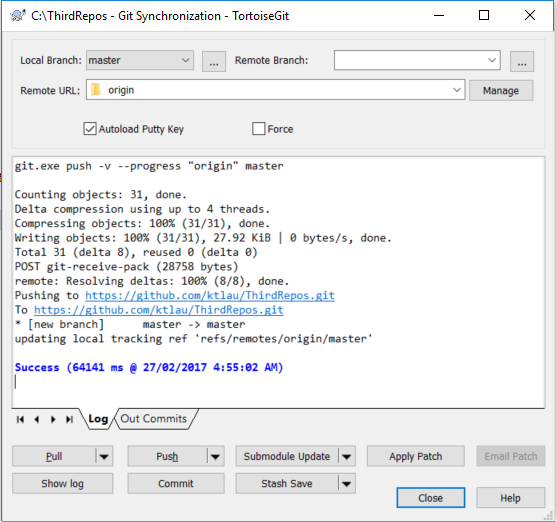 C:\ThirdRepos - Git Synchronization - TortoiseGit
Local Branch: master ... Remote Branch: ...
Remote URL: origin Manage
Autoload Putty Key Force
git.exe push -v --progress "origin" master
Counting objects: 31, done.
Delta compression using up to 4 threads.
Compressing objects: 100% (31/31), done.
Writing objects: 100% (31/31), 27.92 KiB | 0 bytes/s, done.
Total 31 (delta 8), reused 0 (delta 0)
POST git-receive-pack (28758 bytes)
remote: Resolving deltas: 100% (8/8), done.
Pushing to https://github.com/ktlau/ThirdRepos.git
To https://github.com/ktlau/ThirdRepos.git
* [new branch]      master -> master
updating local tracking ref 'refs/remotes/origin/master'
Success (64141 ms @ 27/02/2017 4:55:02 AM)
Log Out Commits
Pull Push Submodule Update Apply Patch Email Patch
Show log Commit Stash Save
Close Help